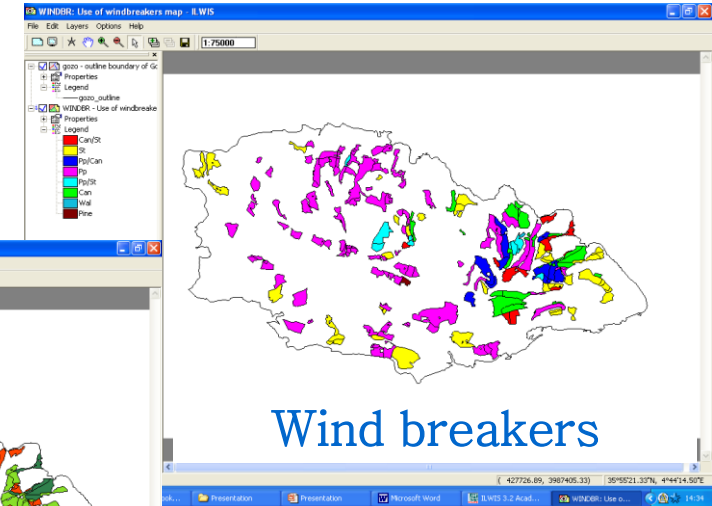 WINDBR: Use of windbreakers map - ILWIS
File Edit Layers Options Help
1:75000
gozo - outline boundary of Gc
Properties
Legend
gozo_outline
WINDBR - Use of windbreake
Properties
Legend
Can/St
St
Pp/Can
Pp
Pp/St
Can
Wal
Pine
Wind breakers
( 427726.89, 3987405.33) 35°55'21.33"N, 4°44'14.50"E
ook... Presentation Presentation Microsoft Word ILWIS 3.2 Acad... WINDBR: Use o... 14:34